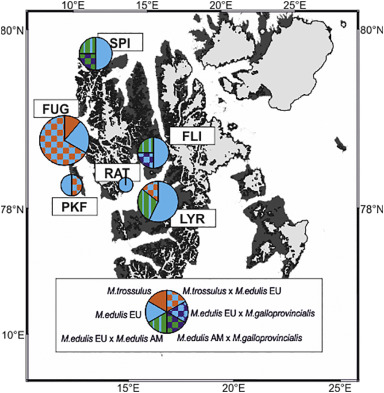 10°E 15°E 20°E 25°E
80°N 80°N
SPI
FUG
FLI
RAT
PKF
LYR
78°N 78°N
M.trossulus M.trossulus x M.edulis EU
M.edulis EU M.edulis EU x M.galloprovincialis
M.edulis EU x M.edulis AM M.edulis AM x M.galloprovincialis
10°E
15°E 20°E 25°E